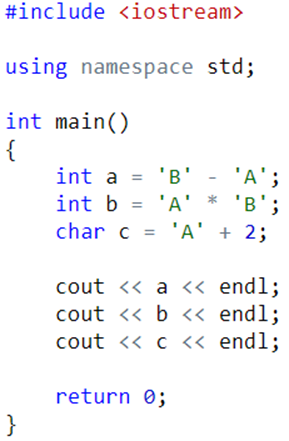 #include <iostream>
using namespace std;
int main()
{
    int a = 'B' - 'A';
    int b = 'A' * 'B';
    char c = 'A' + 2;
    cout << a << endl;
    cout << b << endl;
    cout << c << endl;
    return 0;
}